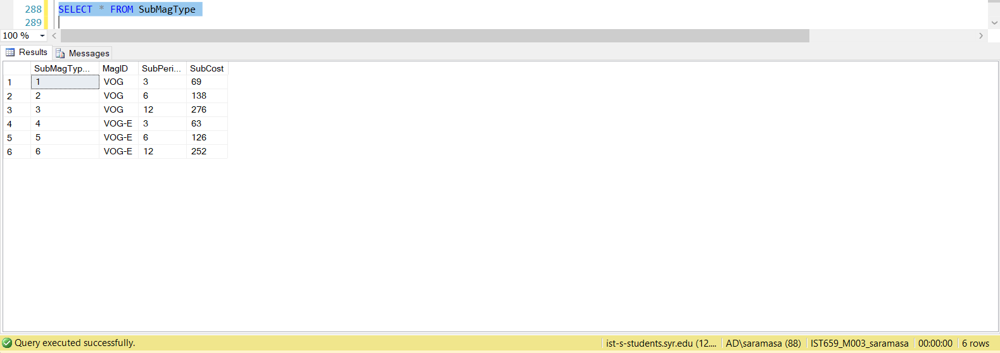 288 SELECT * FROM SubMagType
289
100 %
Results Messages
SubMagTyp... MagID SubPeri... SubCost
1 1 VOG 3 69
2 2 VOG 6 138
3 3 VOG 12 276
4 4 VOG-E 3 63
5 5 VOG-E 6 126
6 6 VOG-E 12 252
Query executed successfully. ist-s-students.syr.edu (12.... AD\saramasa (88) IST659_M003_saramasa 00:00:00 6 rows